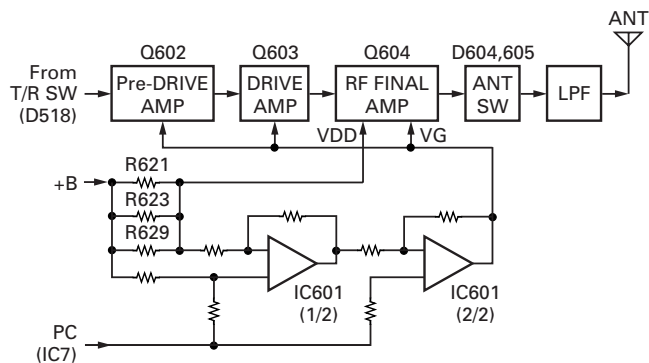 ANT
Q602
Q603
Q604
D604,605
From
T/R SW
(D518)
Pre-DRIVE
AMP
DRIVE
AMP
RF FINAL
AMP
ANT
SW
LPF
VDD
VG
+B
R621
R623
R629
IC601
(1/2)
IC601
(2/2)
PC
(IC7)